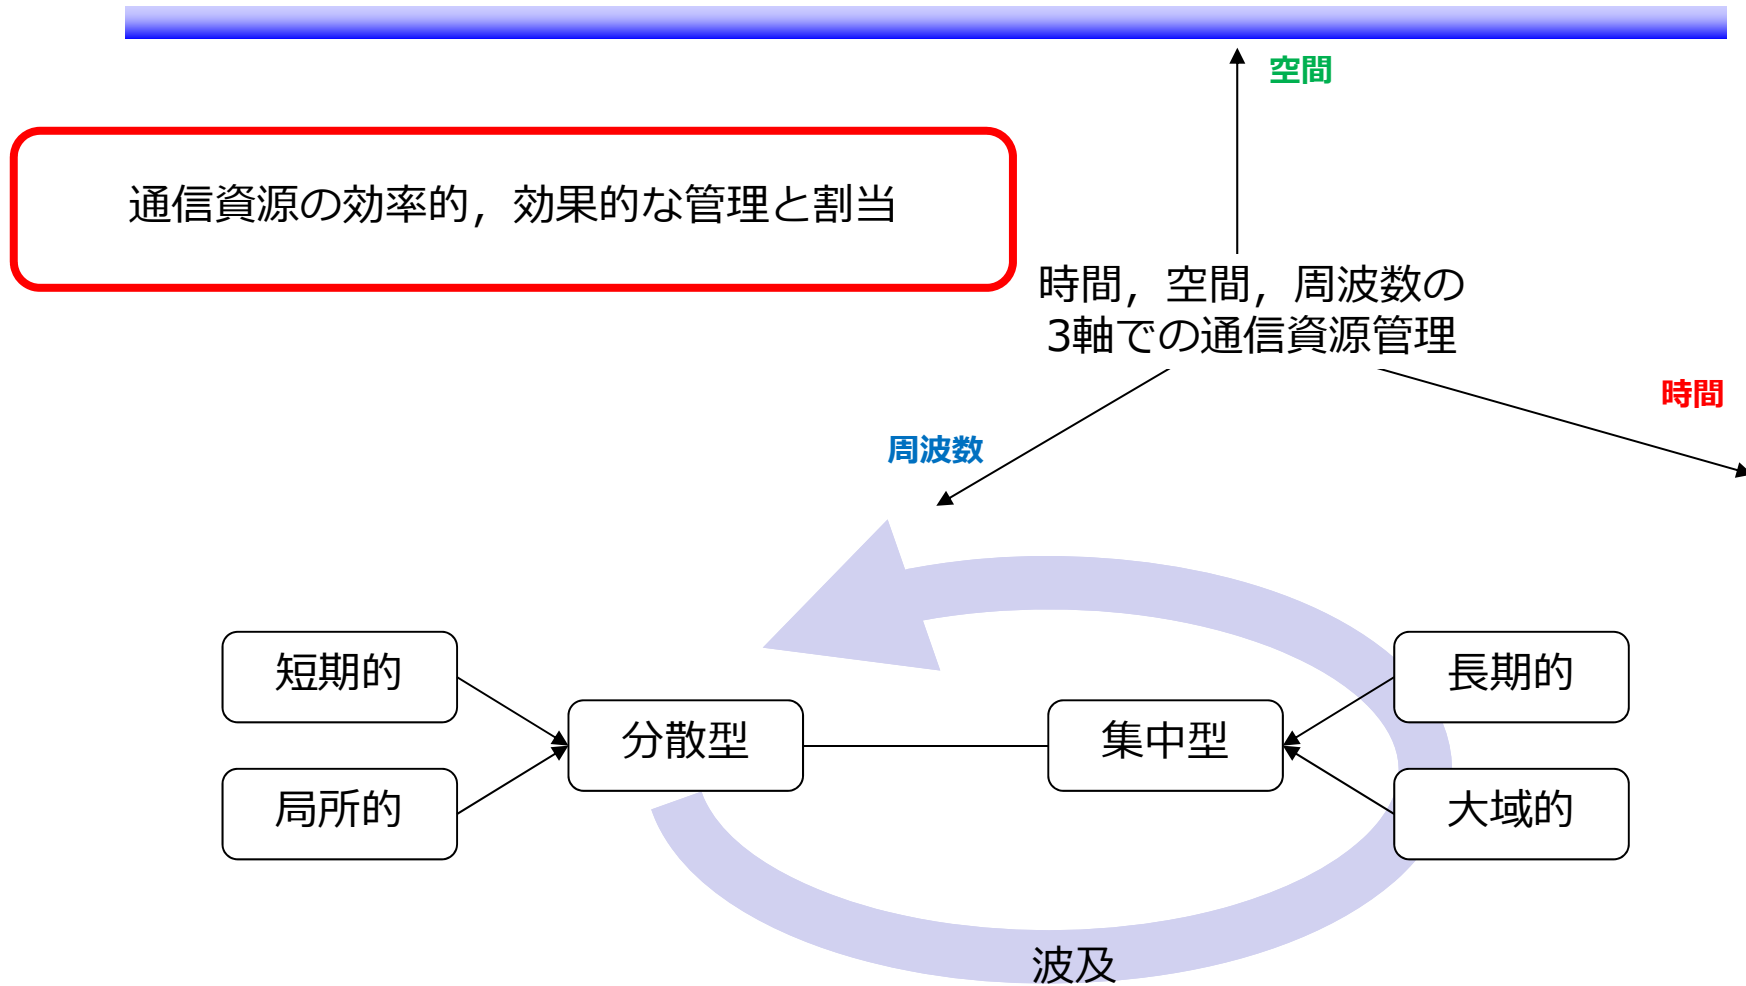 空間
通信資源の効率的，効果的な管理と割当
時間，空間，周波数の
3軸での通信資源管理
時間
周波数
短期的
長期的
分散型
集中型
局所的
大域的
波及